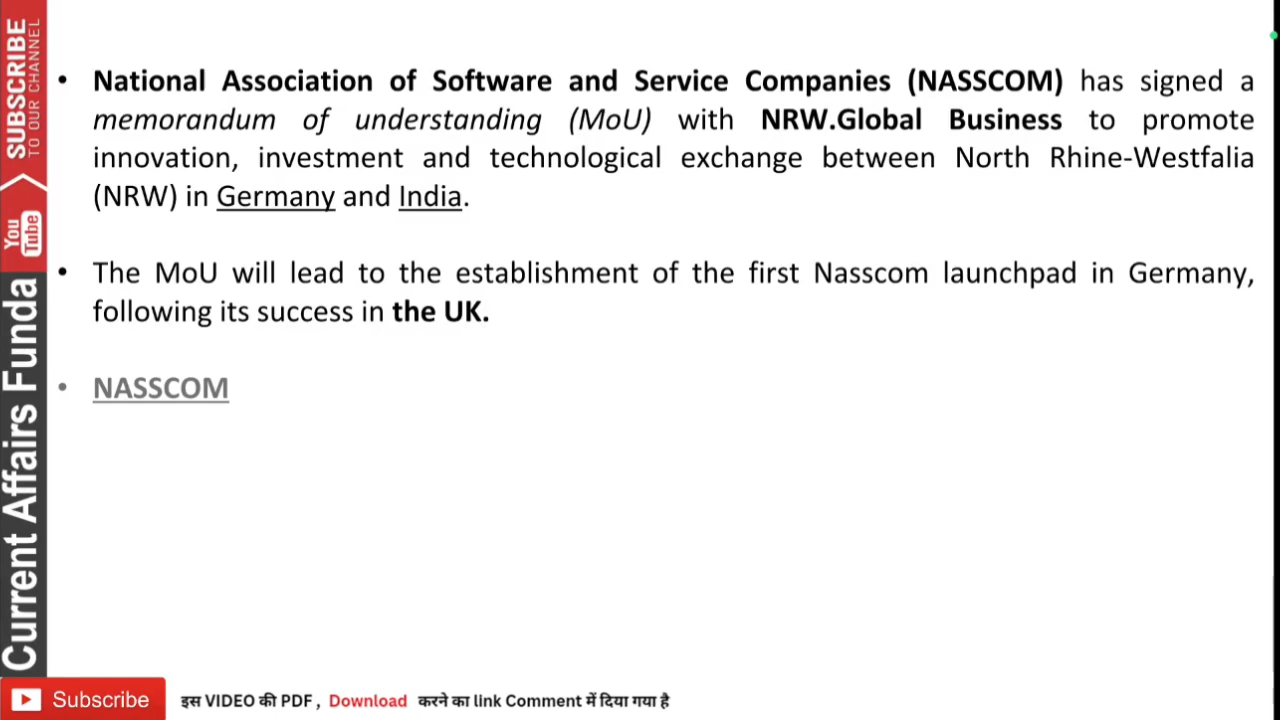 • National Association of Software and Service Companies (NASSCOM) has signed a
memorandum of understanding (MoU) with NRW.Global Business to promote
innovation, investment and technological exchange between North Rhine-Westfalia
(NRW) in Germany and India.
• The MoU will lead to the establishment of the first Nasscom launchpad in Germany,
following its success in the UK.
• NASSCOM
SUBSCRIBE
TO OUR CHANNEL
You
Tube
Current Affairs Funda
Subscribe
इस VIDEO की PDF , Download करने का link Comment में दिया गया है